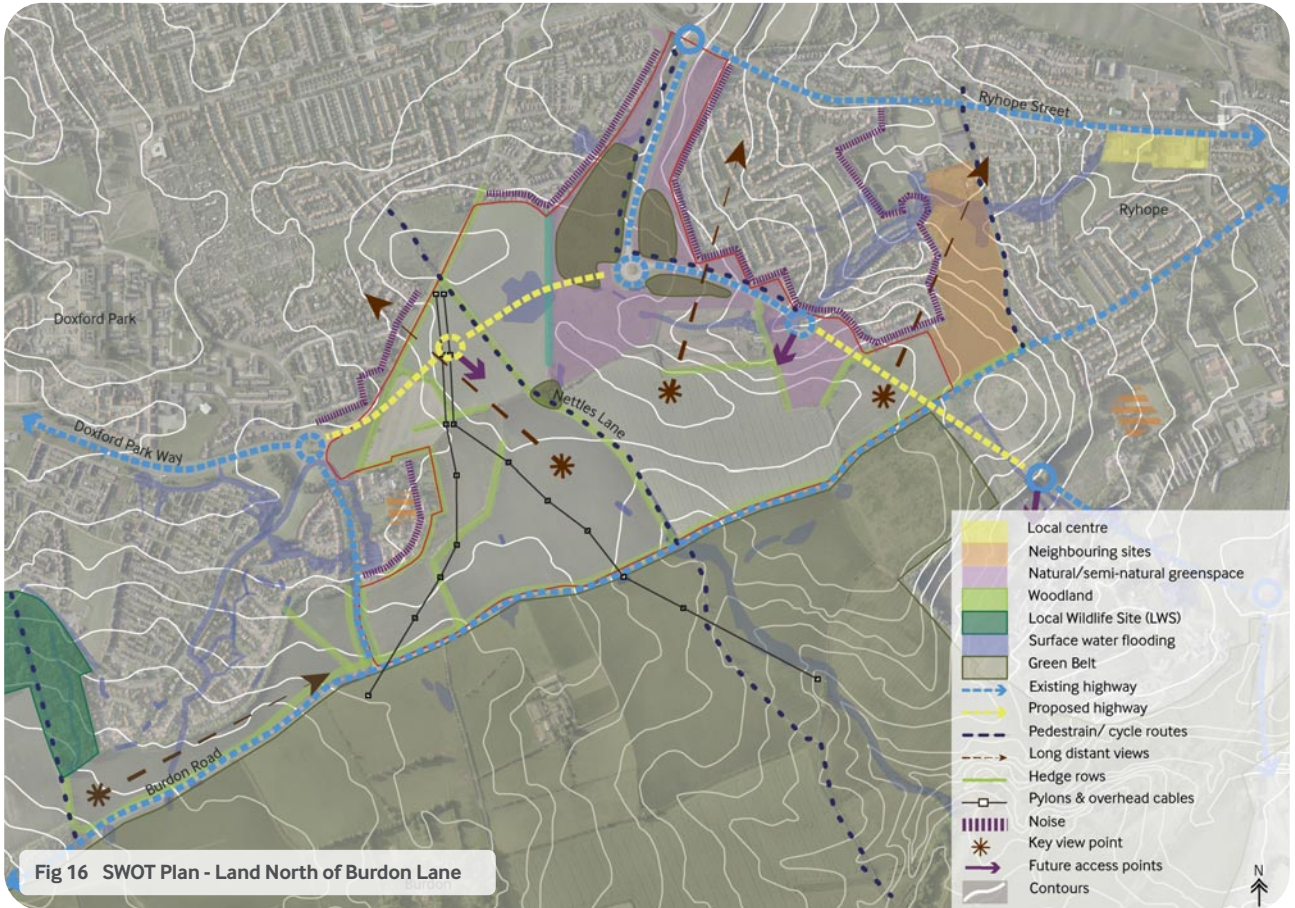 Ryhope Street
Ryhope
Doxford Park
Nettles Lane
Doxford Park Way
Burdon Road
Local centre
Neighbouring sites
Natural/semi-natural greenspace
Woodland
Local Wildlife Site (LWS)
Surface water flooding
Green Belt
Existing highway
Proposed highway
Pedestrain/ cycle routes
Long distant views
Hedge rows
Pylons & overhead cables
Noise
Key view point
Future access points
Contours
N
Fig 16 SWOT Plan - Land North of Burdon Lane
Burdon